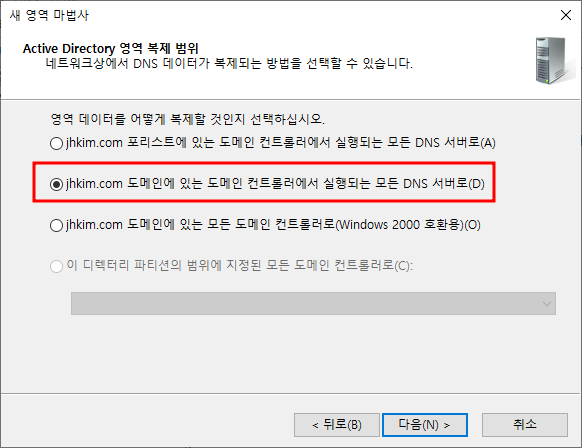 새 영역 마법사
Active Directory 영역 복제 범위
네트워크상에서 DNS 데이터가 복제되는 방법을 선택할 수 있습니다.
영역 데이터를 어떻게 복제할 것인지 선택하십시오.
jhkim.com 포리스트에 있는 도메인 컨트롤러에서 실행되는 모든 DNS 서버로(A)
jhkim.com 도메인에 있는 도메인 컨트롤러에서 실행되는 모든 DNS 서버로(D)
jhkim.com 도메인에 있는 모든 도메인 컨트롤러로(Windows 2000 호환용)(O)
이 디렉터리 파티션의 범위에 지정된 모든 도메인 컨트롤러로(C):
< 뒤로(B) 다음(N) > 취소